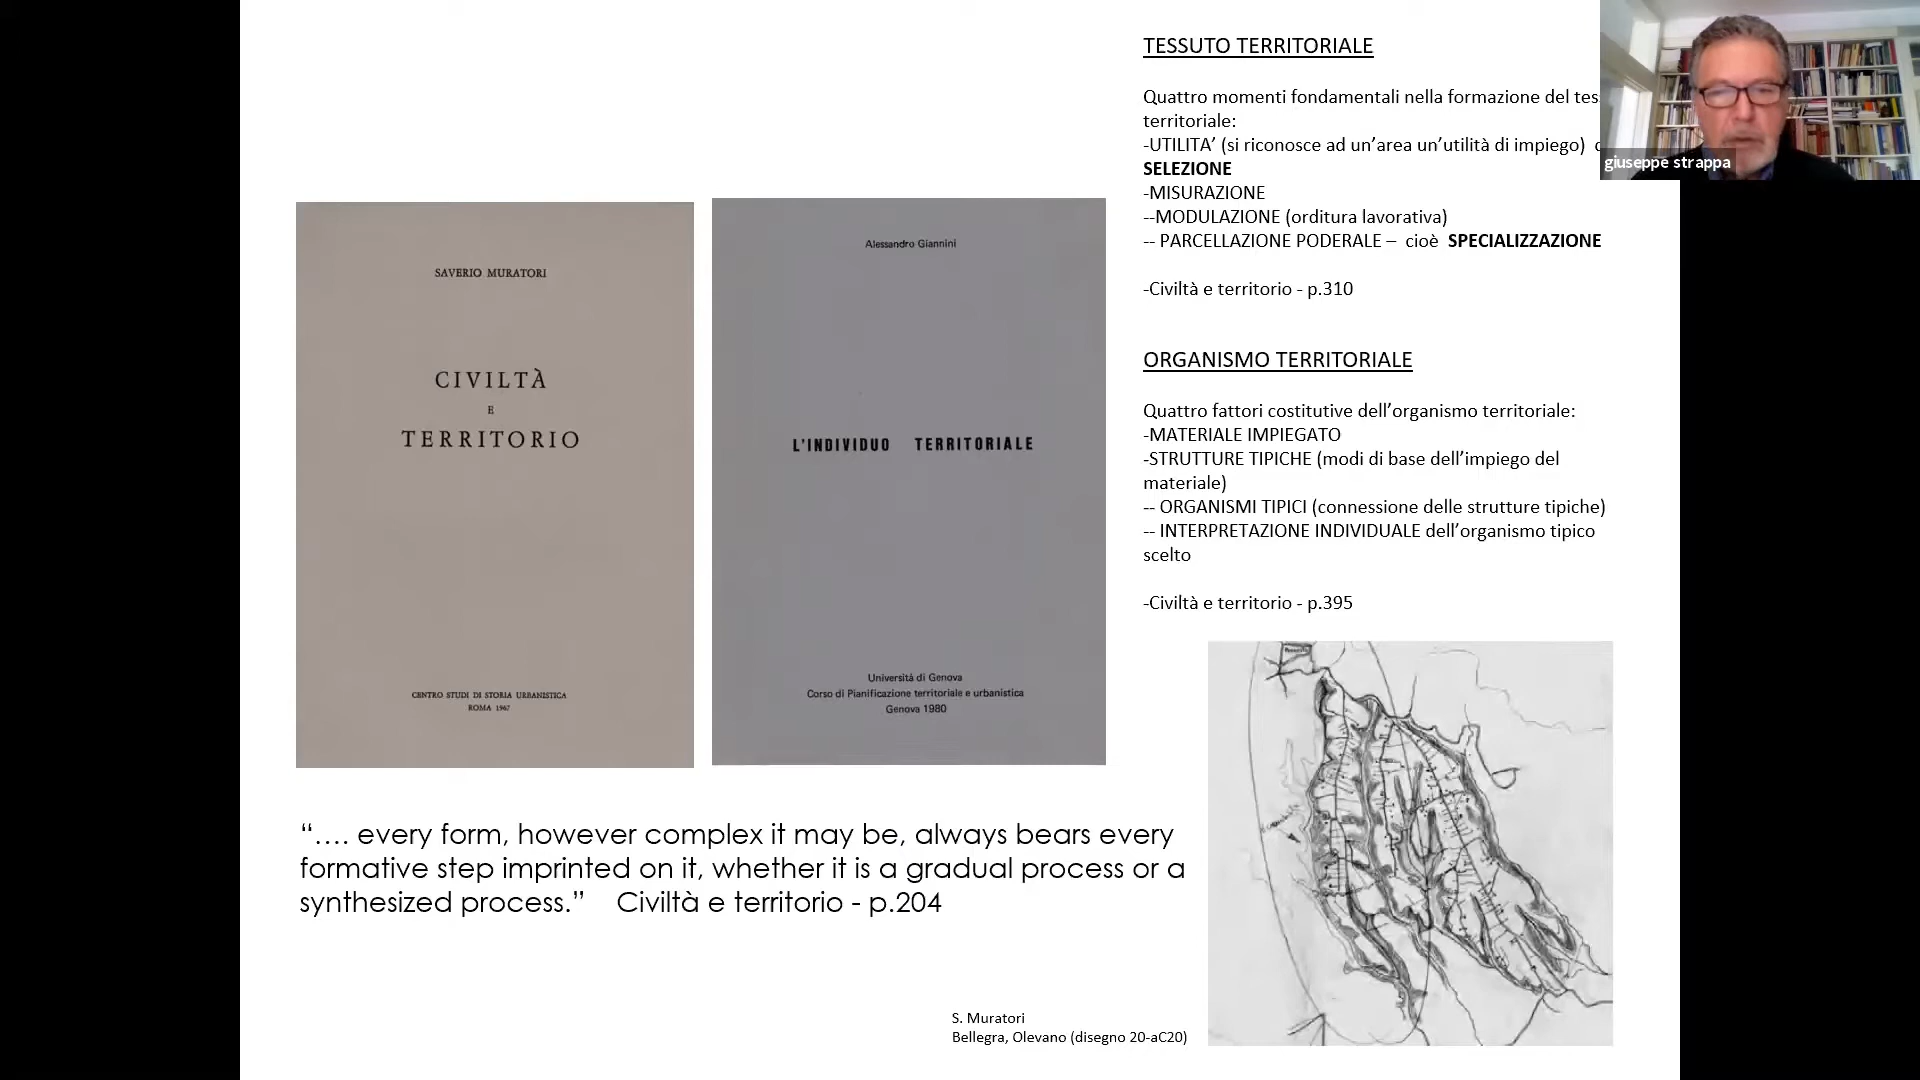 TESSUTO TERRITORIALE
Quattro momenti fondamentali nella formazione del
territoriale:
-UTILITA’ (si riconosce ad un’area un’utilità di impiego)
SELEZIONE
-MISURAZIONE
--MODULAZIONE (orditura lavorativa)
-- PARCELLAZIONE PODERALE – cioè SPECIALIZZAZIONE
-Civiltà e territorio - p.310
ORGANISMO TERRITORIALE
Quattro fattori costitutive dell’organismo territoriale:
-MATERIALE IMPIEGATO
-STRUTTURE TIPICHE (modi di base dell’impiego del
materiale)
-- ORGANISMI TIPICI (connessione delle strutture tipiche)
-- INTERPRETAZIONE INDIVIDUALE dell’organismo tipico
scelto
-Civiltà e territorio - p.395
giuseppe strappa
SAVERIO MURATORI
CIVILTÀ
E
TERRITORIO
CENTRO STUDI DI STORIA URBANISTICA
ROMA 1967
Alessandro Giannini
L'INDIVIDUO TERRITORIALE
Università di Genova
Corso di Pianificazione territoriale e urbanistica
Genova 1980
“…. every form, however complex it may be, always bears every
formative step imprinted on it, whether it is a gradual process or a
synthesized process.” Civiltà e territorio - p.204
S. Muratori
Bellegra, Olevano (disegno 20-aC20)